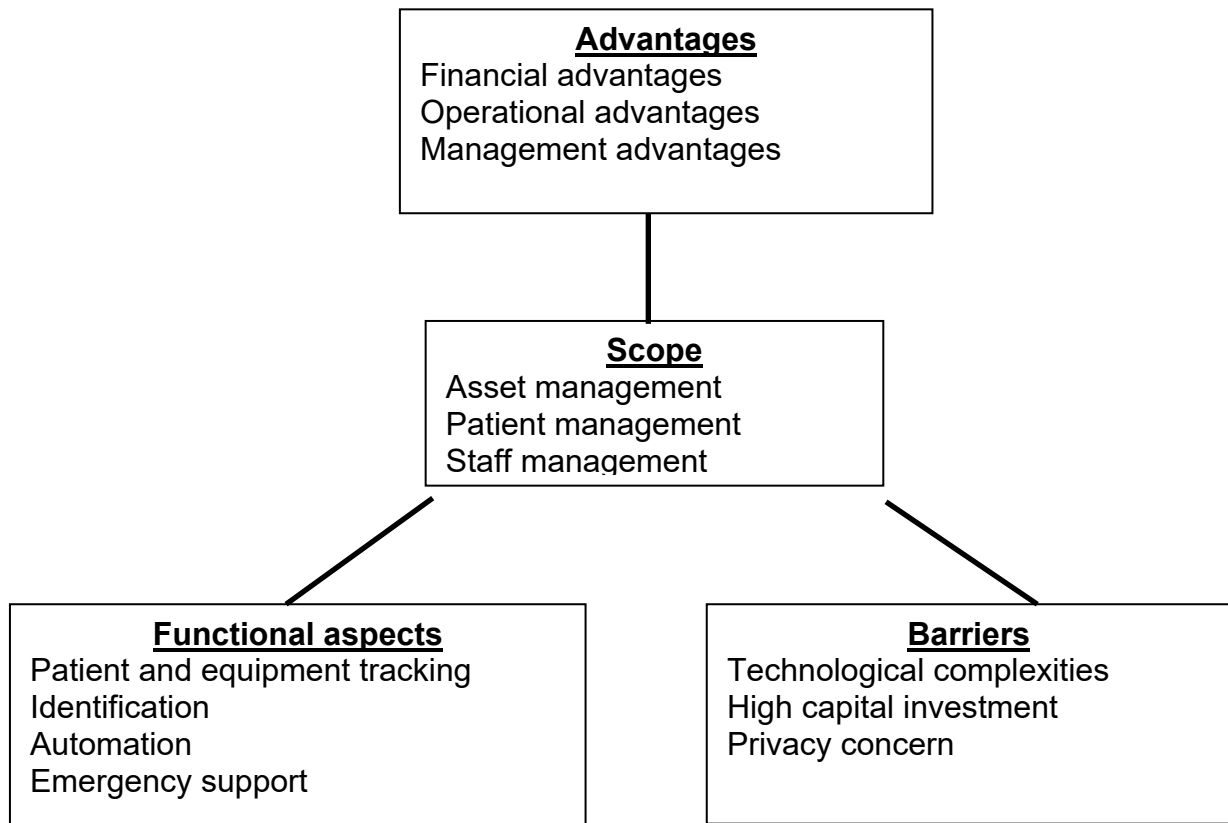 Advantages
Financial advantages
Operational advantages
Management advantages
Scope
Asset management
Patient management
Staff management
Functional aspects
Patient and equipment tracking
Identification
Automation
Emergency support
Barriers
Technological complexities
High capital investment
Privacy concern